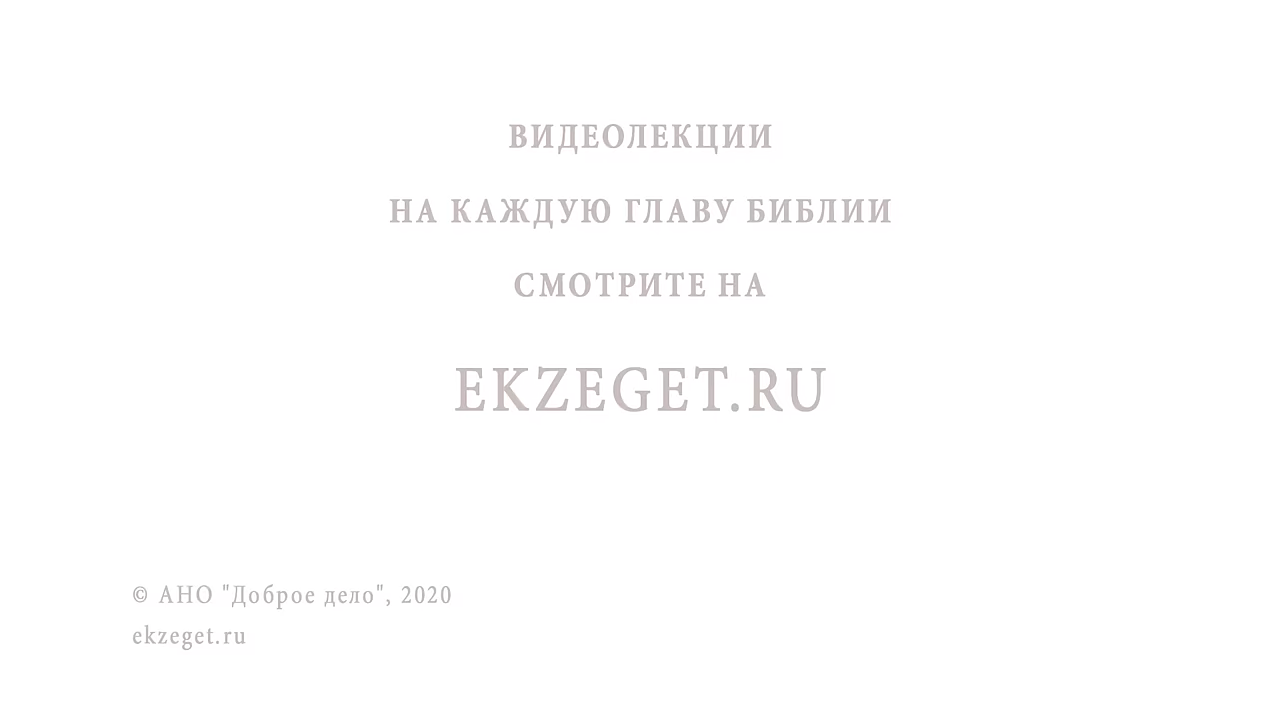 ВИДЕОЛЕКЦИИ
НА КАЖДУЮ ГЛАВУ БИБЛИИ
СМОТРИТЕ НА
EKZEGET.RU
© АНО "Доброе дело", 2020
ekzeget.ru